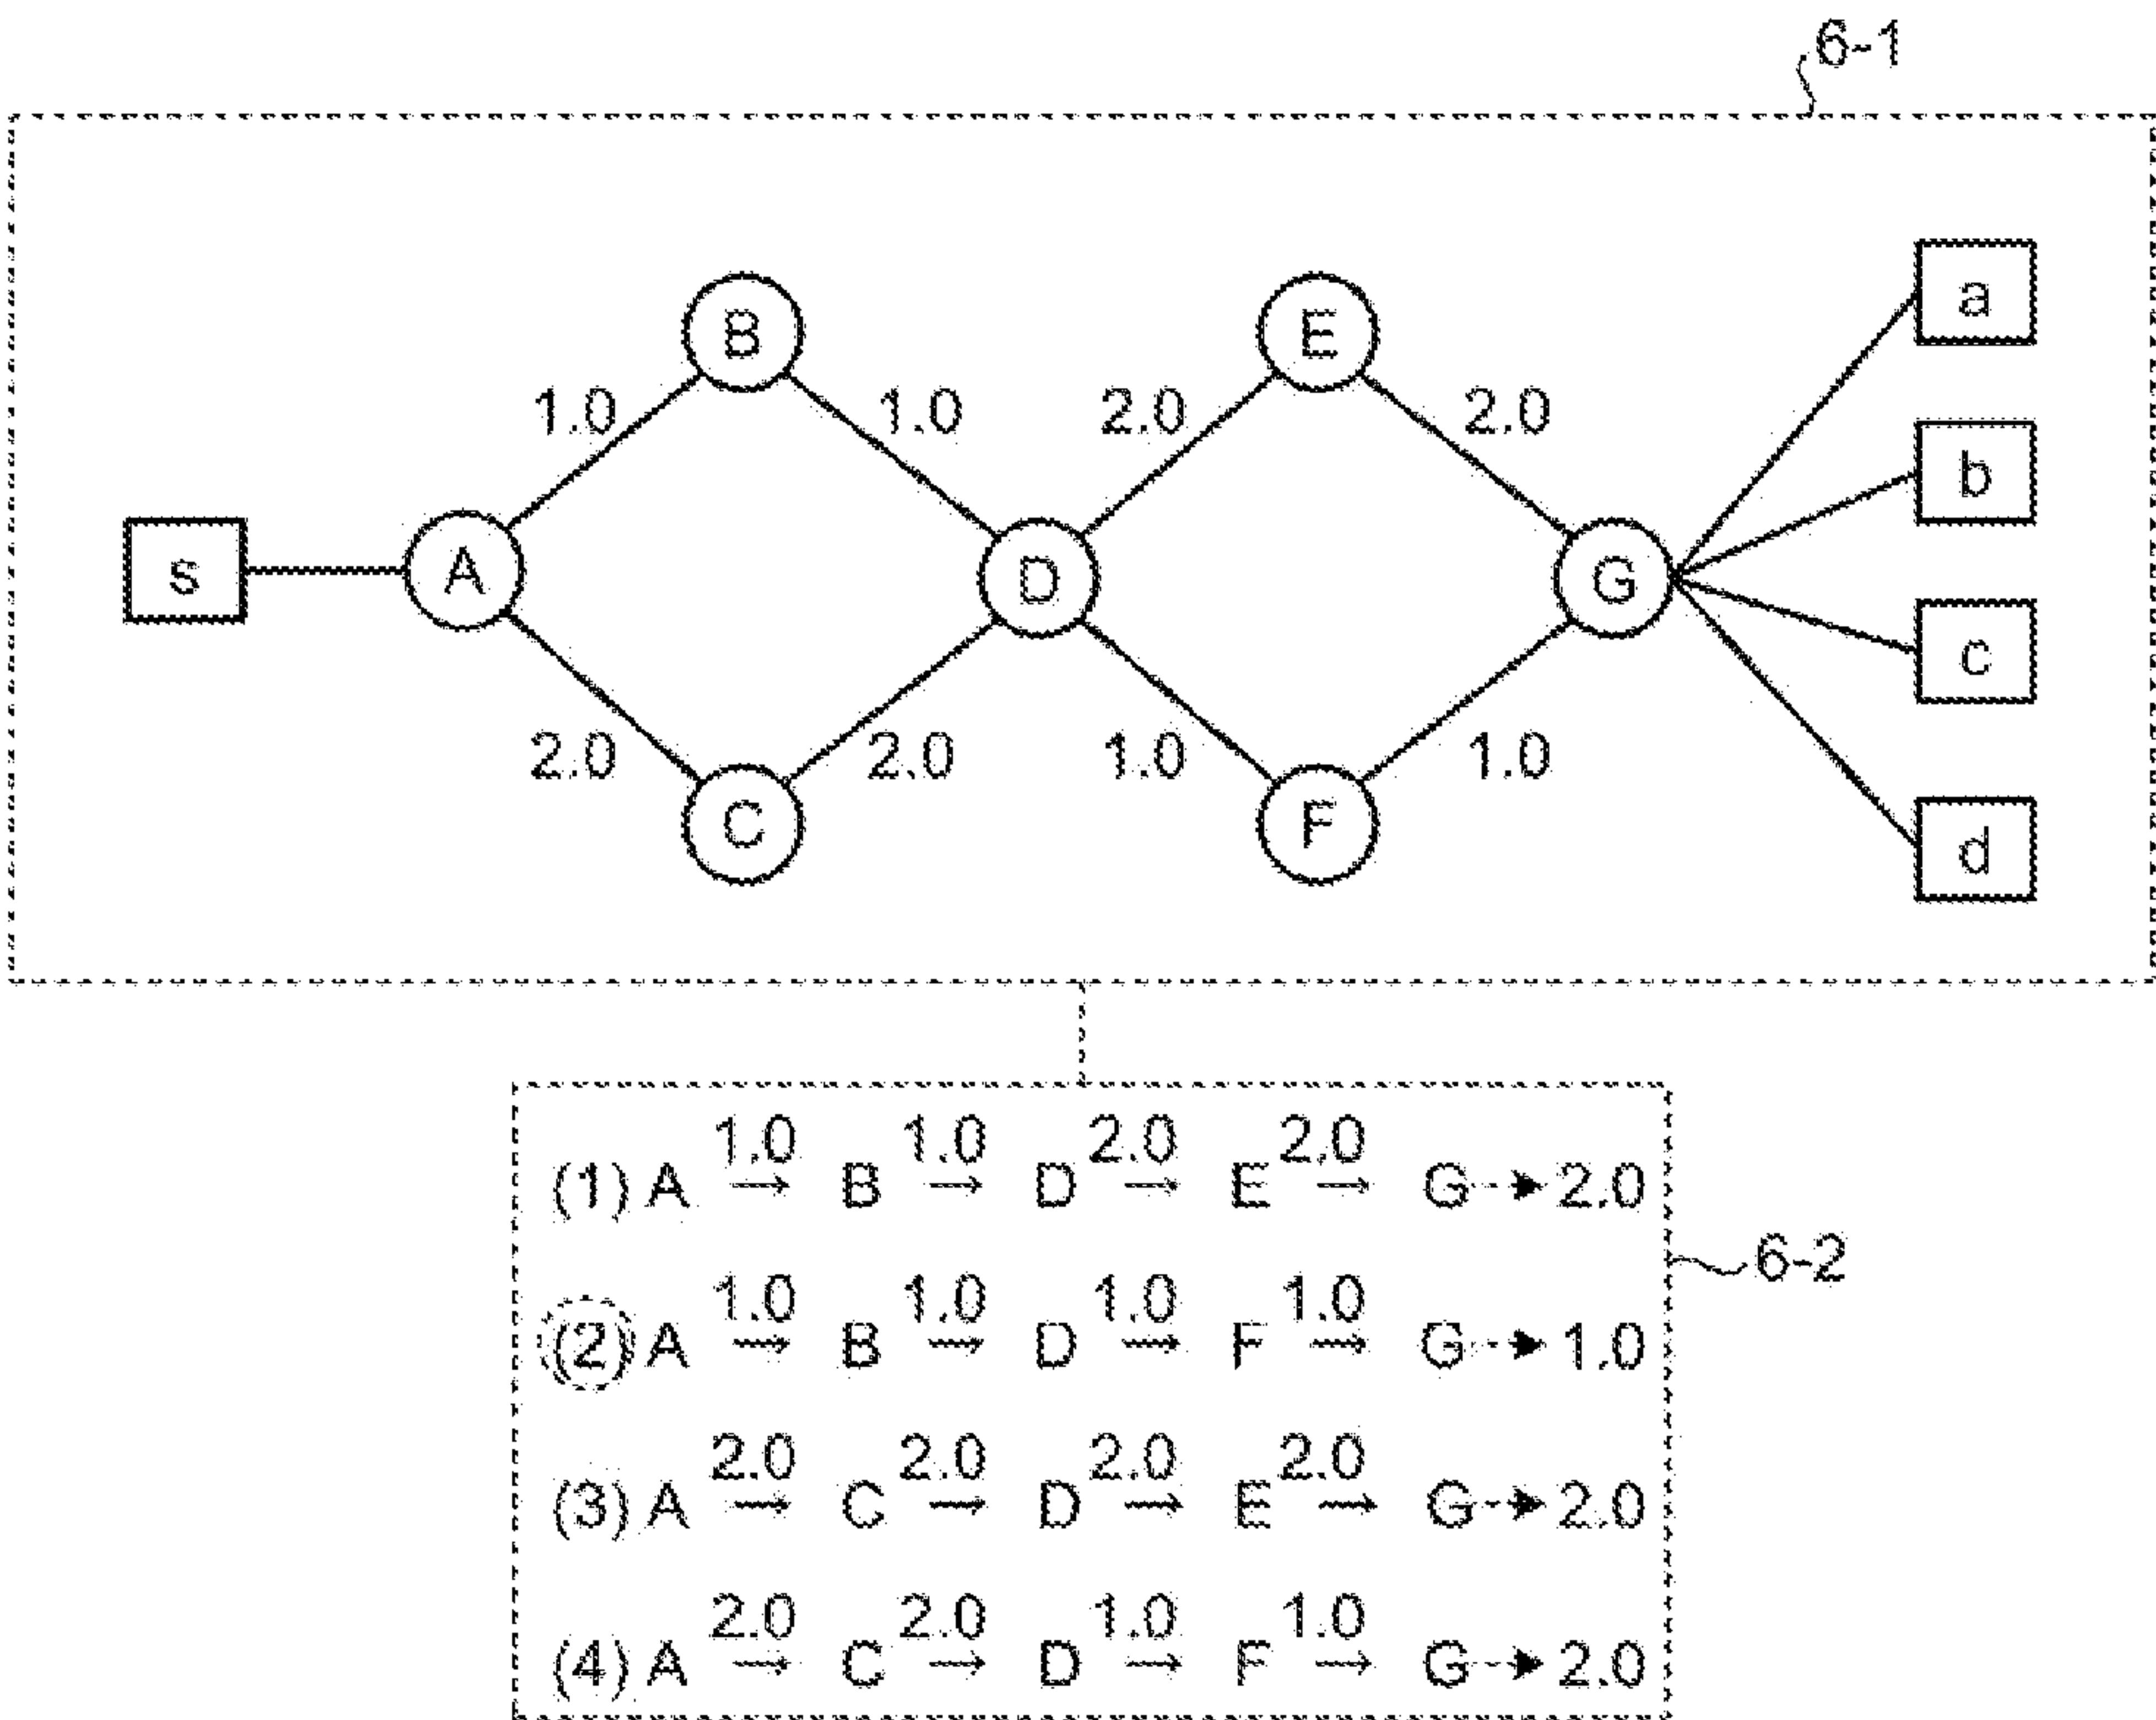 6-1
B
E
a
1.0
1.0
2.0
2.0
b
s
A
D
G
c
2.0
2.0
1.0
1.0
C
F
d
1.0 1.0 2.0 2.0
(1) A → B → D → E → G → 2.0
6-2
1.0 1.0 1.0 1.0
(2) A → B → D → F → G → 1.0
2.0 2.0 2.0 2.0
(3) A → C → D → E → G → 2.0
2.0 2.0 1.0 1.0
(4) A → C → D → F → G → 2.0